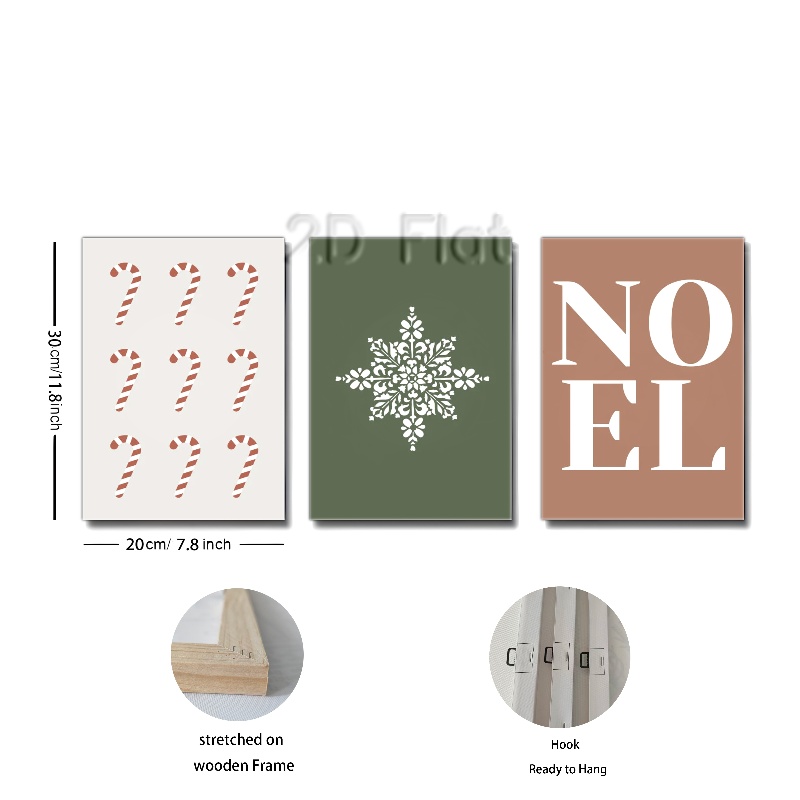 2D Flat
30cm/11.8inch
NO
EL
20cm/ 7.8 inch
stretched on
wooden Frame
Hook
Ready to Hang